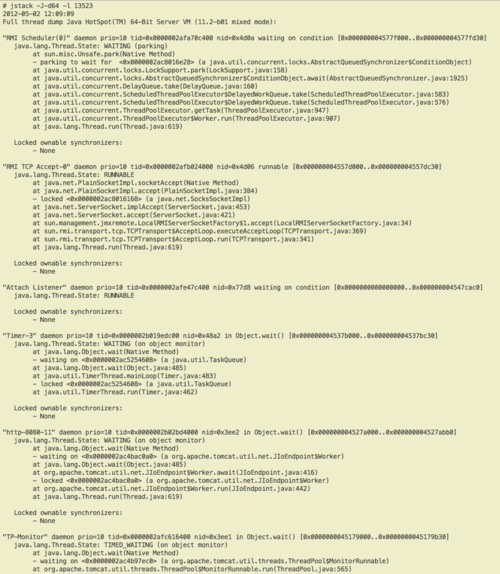 # jstack -J-d64 -l 13523
2012-05-02 12:09:09
Full thread dump Java HotSpot(TM) 64-Bit Server VM (11.2-b01 mixed mode):

"RMI Scheduler(0)" daemon prio=10 tid=0x0000002afa70c400 nid=0x4d0a waiting on condition [0x000000004577f000..0x000000004577fd30]
   java.lang.Thread.State: WAITING (parking)
        at sun.misc.Unsafe.park(Native Method)
        - parking to wait for  <0x0000002ac8016e28> (a java.util.concurrent.locks.AbstractQueuedSynchronizer$ConditionObject)
        at java.util.concurrent.locks.LockSupport.park(LockSupport.java:158)
        at java.util.concurrent.locks.AbstractQueuedSynchronizer$ConditionObject.await(AbstractQueuedSynchronizer.java:1925)
        at java.util.concurrent.DelayQueue.take(DelayQueue.java:160)
        at java.util.concurrent.ScheduledThreadPoolExecutor$DelayedWorkQueue.take(ScheduledThreadPoolExecutor.java:583)
        at java.util.concurrent.ScheduledThreadPoolExecutor$DelayedWorkQueue.take(ScheduledThreadPoolExecutor.java:576)
        at java.util.concurrent.ThreadPoolExecutor.getTask(ThreadPoolExecutor.java:947)
        at java.util.concurrent.ThreadPoolExecutor$Worker.run(ThreadPoolExecutor.java:907)
        at java.lang.Thread.run(Thread.java:619)

   Locked ownable synchronizers:
        - None

"RMI TCP Accept-0" daemon prio=10 tid=0x0000002afb024000 nid=0x4d06 runnable [0x000000004557d000..0x000000004557dc30]
   java.lang.Thread.State: RUNNABLE
        at java.net.PlainSocketImpl.socketAccept(Native Method)
        at java.net.PlainSocketImpl.accept(PlainSocketImpl.java:384)
        - locked <0x0000002ac8016168> (a java.net.SocksSocketImpl)
        at java.net.ServerSocket.implAccept(ServerSocket.java:453)
        at java.net.ServerSocket.accept(ServerSocket.java:421)
        at sun.management.jmxremote.LocalRMIServerSocketFactory$1.accept(LocalRMIServerSocketFactory.java:34)
        at sun.rmi.transport.tcp.TCPTransport$AcceptLoop.executeAcceptLoop(TCPTransport.java:369)
        at sun.rmi.transport.tcp.TCPTransport$AcceptLoop.run(TCPTransport.java:341)
        at java.lang.Thread.run(Thread.java:619)

   Locked ownable synchronizers:
        - None

"Attach Listener" daemon prio=10 tid=0x0000002afe47c400 nid=0x77d8 waiting on condition [0x0000000000000000..0x000000004547cac0]
   java.lang.Thread.State: RUNNABLE

   Locked ownable synchronizers:
        - None

"Timer-3" daemon prio=10 tid=0x0000002b019edc00 nid=0x48a2 in Object.wait() [0x000000004537b000..0x000000004537bc30]
   java.lang.Thread.State: WAITING (on object monitor)
        at java.lang.Object.wait(Native Method)
        - waiting on <0x0000002ac5254608> (a java.util.TaskQueue)
        at java.lang.Object.wait(Object.java:485)
        at java.util.TimerThread.mainLoop(Timer.java:483)
        - locked <0x0000002ac5254608> (a java.util.TaskQueue)
        at java.util.TimerThread.run(Timer.java:462)

   Locked ownable synchronizers:
        - None

"http-8080-11" daemon prio=10 tid=0x0000002b02bd4000 nid=0x3ee2 in Object.wait() [0x000000004527a000..0x000000004527abb0]
   java.lang.Thread.State: WAITING (on object monitor)
        at java.lang.Object.wait(Native Method)
        - waiting on <0x0000002ac4bac0a0> (a org.apache.tomcat.util.net.JIoEndpoint$Worker)
        at java.lang.Object.wait(Object.java:485)
        at org.apache.tomcat.util.net.JIoEndpoint$Worker.await(JIoEndpoint.java:416)
        - locked <0x0000002ac4bac0a0> (a org.apache.tomcat.util.net.JIoEndpoint$Worker)
        at org.apache.tomcat.util.net.JIoEndpoint$Worker.run(JIoEndpoint.java:442)
        at java.lang.Thread.run(Thread.java:619)

   Locked ownable synchronizers:
        - None

"TP-Monitor" daemon prio=10 tid=0x0000002afc616400 nid=0x3ee1 in Object.wait() [0x0000000045179000..0x0000000045179b30]
   java.lang.Thread.State: TIMED_WAITING (on object monitor)
        at java.lang.Object.wait(Native Method)
        - waiting on <0x0000002ac4b97ec0> (a org.apache.tomcat.util.threads.ThreadPool$MonitorRunnable)
        at org.apache.tomcat.util.threads.ThreadPool$MonitorRunnable.run(ThreadPool.java:565)